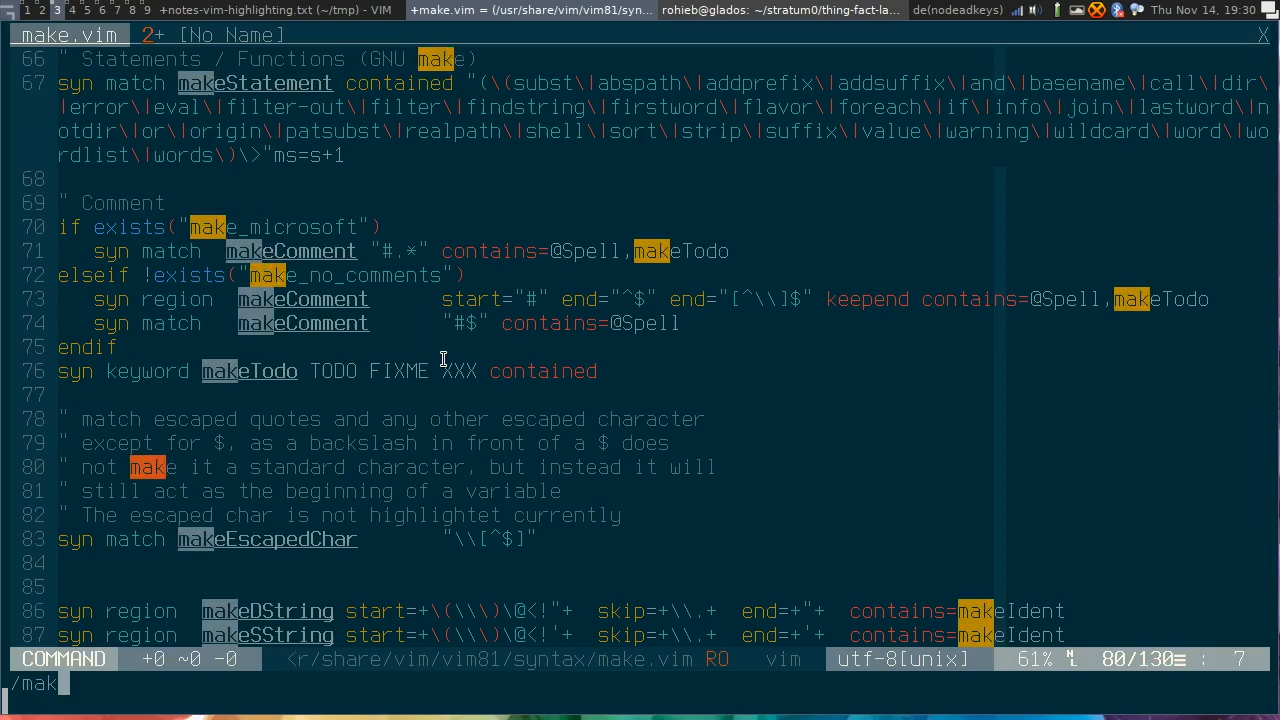 1 2 3 4 5 6 7 8 9 +notes-vim-highlighting.txt (~/tmp) - VIM +make.vim = (/usr/share/vim/vim81/syn... rohieb@glados: ~/stratum0/thing-fact-la... de(nodeadkeys) Thu Nov 14, 19:30
make.vim 2+ [No Name] X
66 " Statements / Functions (GNU make)
67 syn match makeStatement contained "(\(subst\|abspath\|addprefix\|addsuffix\|and\|basename\|call\|dir\
|error\|eval\|filter-out\|filter\|findstring\|firstword\|flavor\|foreach\|if\|info\|join\|lastword\|n
otdir\|or\|origin\|patsubst\|realpath\|shell\|sort\|strip\|suffix\|value\|warning\|wildcard\|word\|wo
rdlist\|words\)\>"ms=s+1
68
69 " Comment
70 if exists("make_microsoft")
71 syn match makeComment "#.*" contains=@Spell,makeTodo
72 elseif !exists("make_no_comments")
73 syn region makeComment start="#" end="^$" end="[^\\]$" keepend contains=@Spell,makeTodo
74 syn match makeComment "#$" contains=@Spell
75 endif
76 syn keyword makeTodo TODO FIXME XXX contained
77
78 " match escaped quotes and any other escaped character
79 " except for $, as a backslash in front of a $ does
80 " not make it a standard character, but instead it will
81 " still act as the beginning of a variable
82 " The escaped char is not highlightet currently
83 syn match makeEscapedChar "\\[^$]"
84
85
86 syn region makeDString start=+\(\\\)\@<!"+ skip=+\\.+ end=+"+ contains=makeIdent
87 syn region makeSString start=+\(\\\)\@<!'+ skip=+\\.+ end=+'+ contains=makeIdent
COMMAND +0 ~0 -0 <r/share/vim/vim81/syntax/make.vim RO vim utf-8[unix] 61% 80/130≡ : 7
/mak